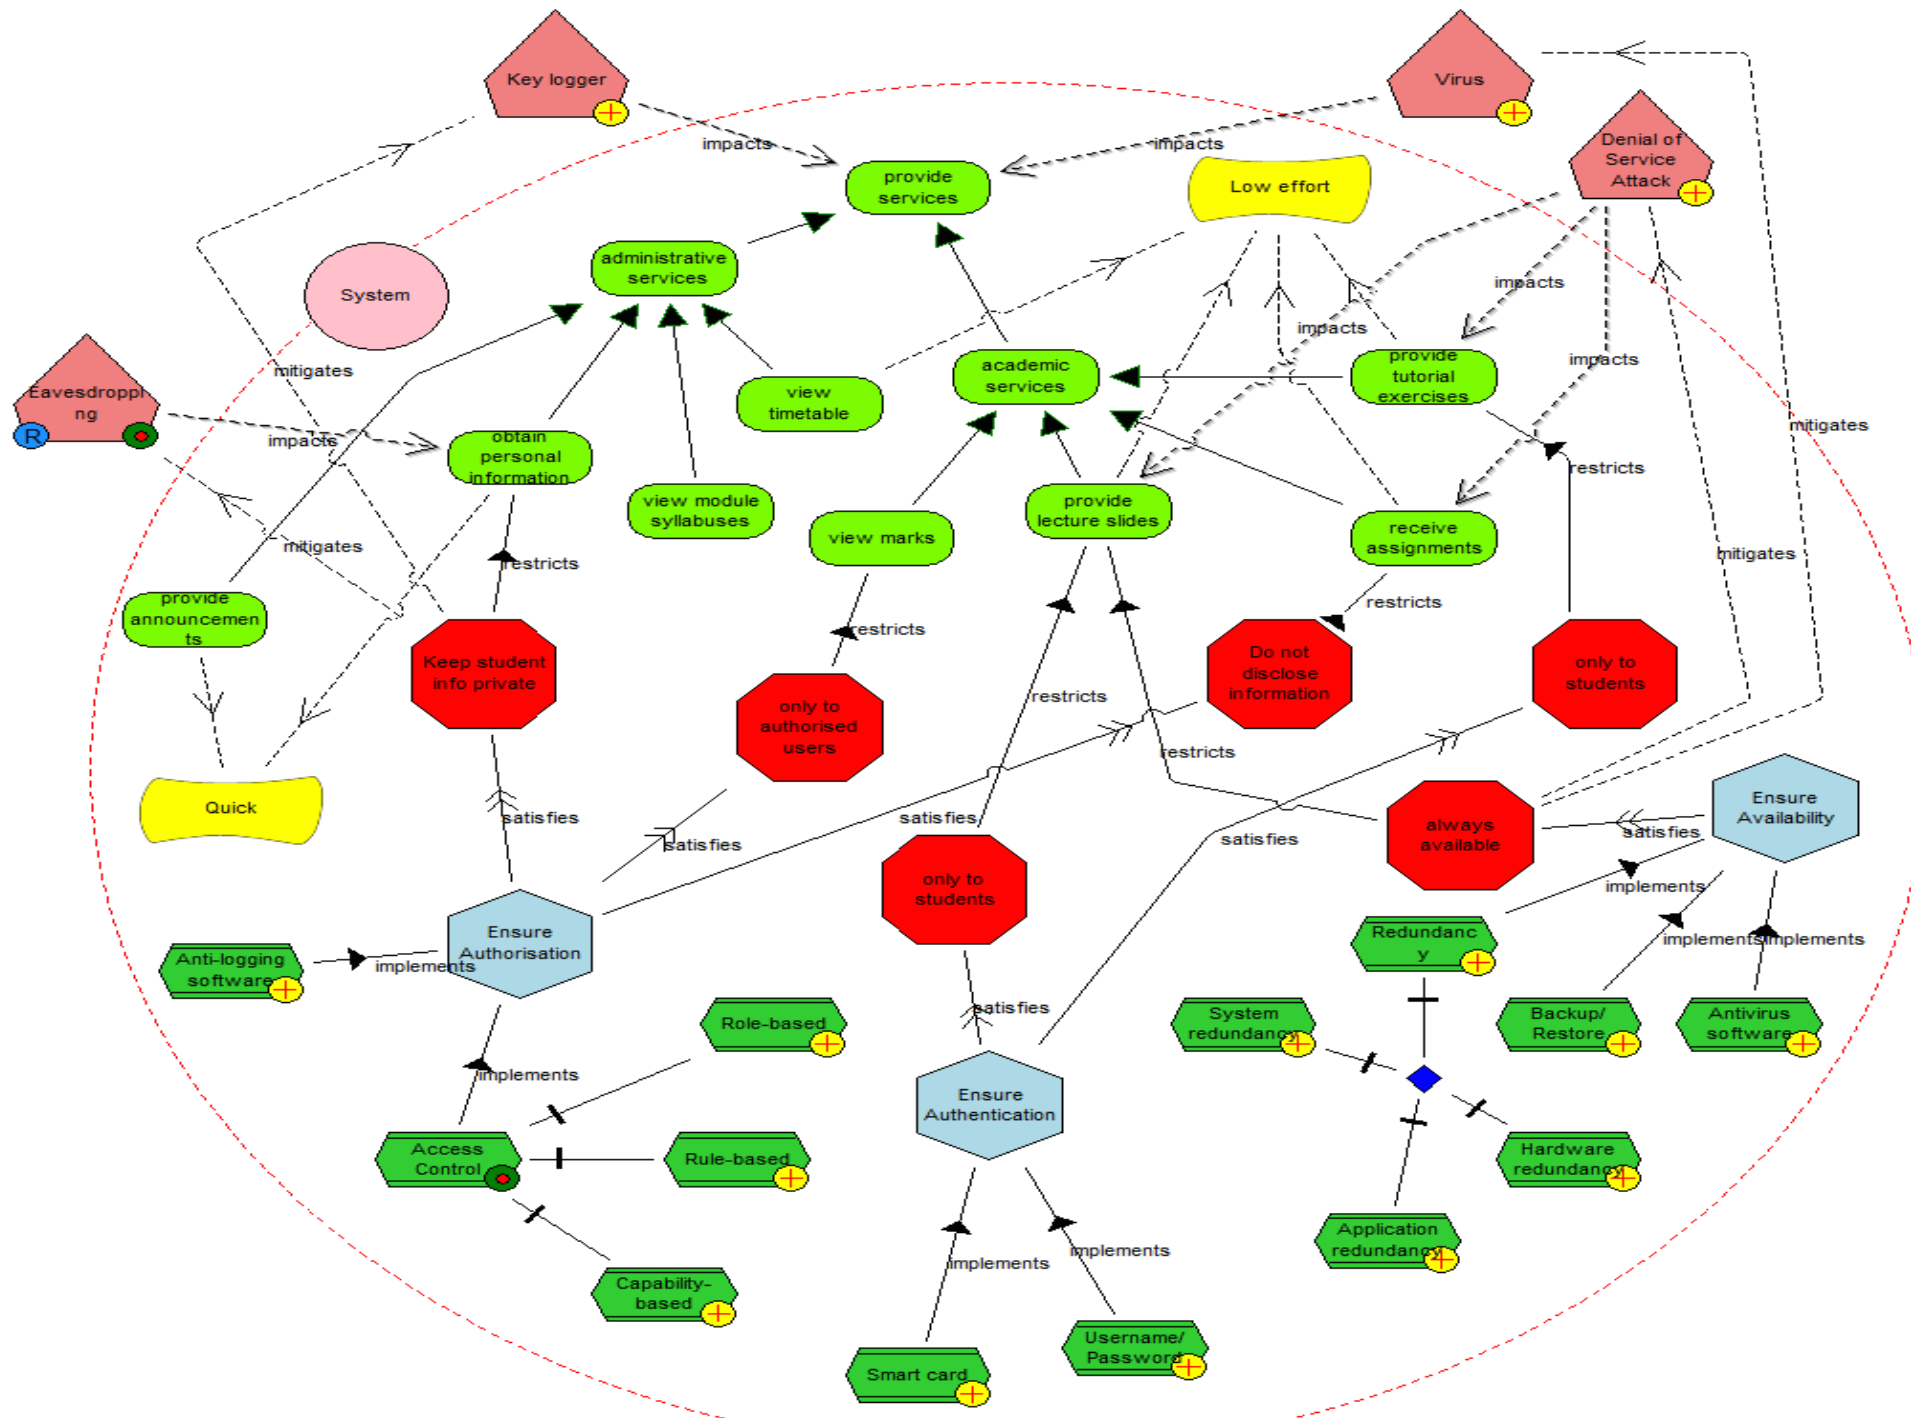 Key logger
Virus
Denial of
Service
Attack
impacts
impacts
provide
services
Low effort
administrative
services
System
impacts
impacts
impacts
mitigates
Eavesdroppi
ng
R
view
timetable
academic
services
provide
tutorial
exercises
mitigates
restricts
impacts
obtain
personal
information
view module
syllabuses
view marks
provide
lecture slides
receive
assignments
mitigates
mitigates
restricts
provide
announcemen
ts
restricts
restricts
Keep student
info private
only to
authorised
users
Do not
disclose
information
only to
students
restricts
restricts
Quick
satisfies
satisfies
satisfies
satisfies
always
available
satisfies
Ensure
Availability
only to
students
implements
Ensure
Authorisation
Anti-logging
software
implements
Redundanc
y
implements
implements
Role-based
satisfies
System
redundancy
Backup/
Restore
Antivirus
software
implements
Ensure
Authentication
Access
Control
Rule-based
Hardware
redundancy
Application
redundancy
implements
implements
Capability-
based
Smart card
Username/
Password